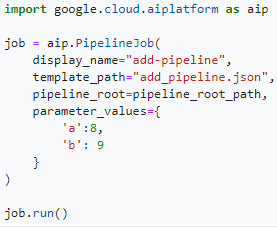 import google.cloud.aiplatform as aip
job = aip.PipelineJob(
    display_name="add-pipeline",
    template_path="add_pipeline.json",
    pipeline_root=pipeline_root_path,
    parameter_values={
        'a':8,
        'b': 9
    }
)
job.run()